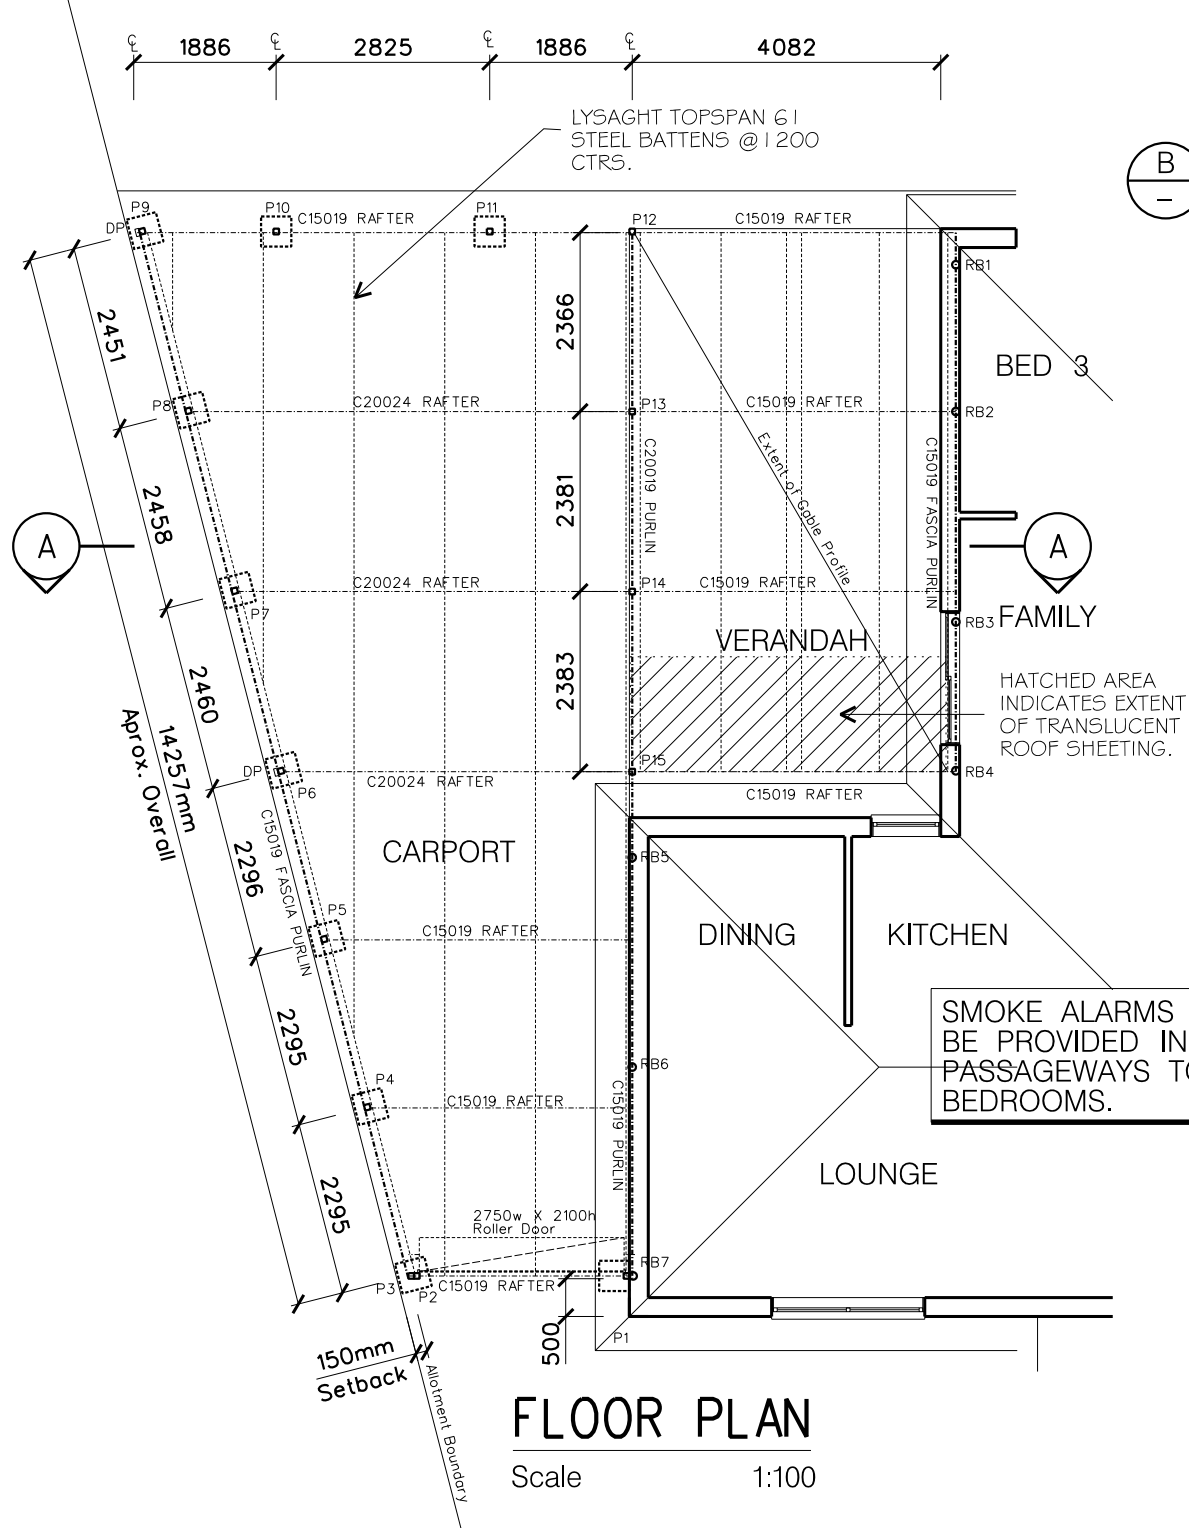 ℄ 1886 ℄ 2825 ℄ 1886 ℄ 4082
LYSAGHT TOPSPAN 61
STEEL BATTENS @1200
CTRS.
B
–
P9
P10
C15019 RAFTER
P11
P12
C15019 RAFTER
DP
RB1
2451
2366
BED 3
P8
C20024 RAFTER
P13
C15019 RAFTER
RB2
2458
2381
C20019 PURLIN
Extent of Gable Profile
C15019 FASCIA PURLIN
A
A
C20024 RAFTER
P14
C15019 RAFTER
P7
RB3
FAMILY
VERANDAH
2460
2383
HATCHED AREA
INDICATES EXTENT
OF TRANSLUCENT
ROOF SHEETING.
14257mm
Aprox. Overall
DP
P6
C20024 RAFTER
P15
C15019 RAFTER
RB4
C15019 FASCIA PURLIN
CARPORT
RB5
2296
P5
C15019 RAFTER
DINING
KITCHEN
SMOKE ALARMS
BE PROVIDED IN
PASSAGEWAYS TO
BEDROOMS.
2295
RB6
P4
C15019 RAFTER
C15019 PURLIN
LOUNGE
2295
2750w X 2100h
Roller Door
RB7
P3
P2
C15019 RAFTER
500
P1
150mm
Setback
Allotment Boundary
FLOOR PLAN
Scale 1:100